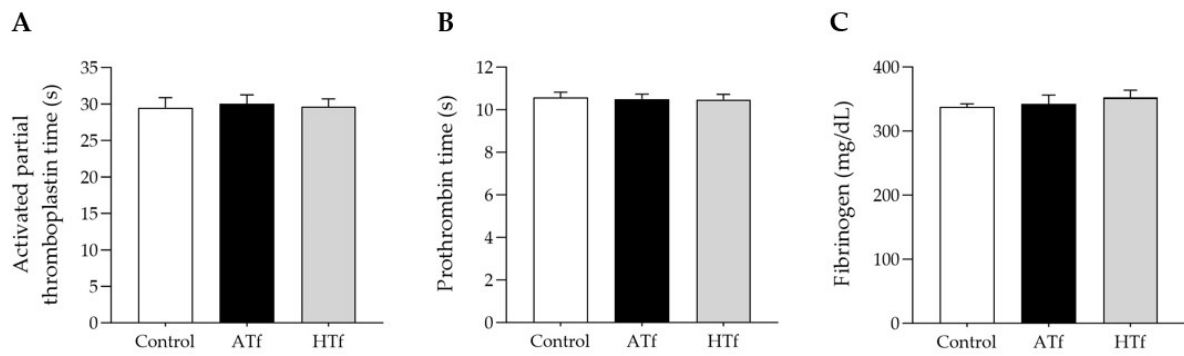 A
Activated partial
thromboplastin time (s)
35
30
25
20
15
10
5
0
Control ATf HTf
B
Prothrombin time (s)
12
10
8
6
4
2
0
Control ATf HTf
C
Fibrinogen (mg/dL)
400
300
200
100
0
Control ATf HTf